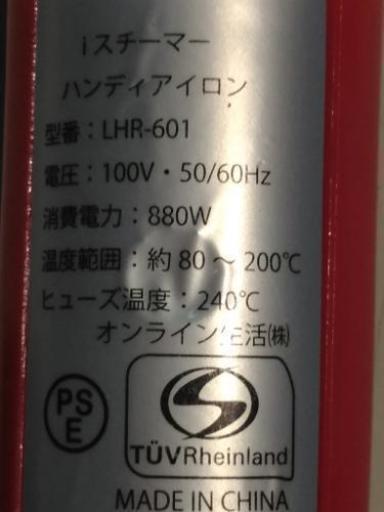 iスチーマー
ハンディアイロン
型番：LHR-601
電圧：100V・50/60Hz
消費電力：880W
温度範囲：約80～200℃
ヒューズ温度：240℃
オンライン生活㈱
PS
E
TÜVRheinland
MADE IN CHINA